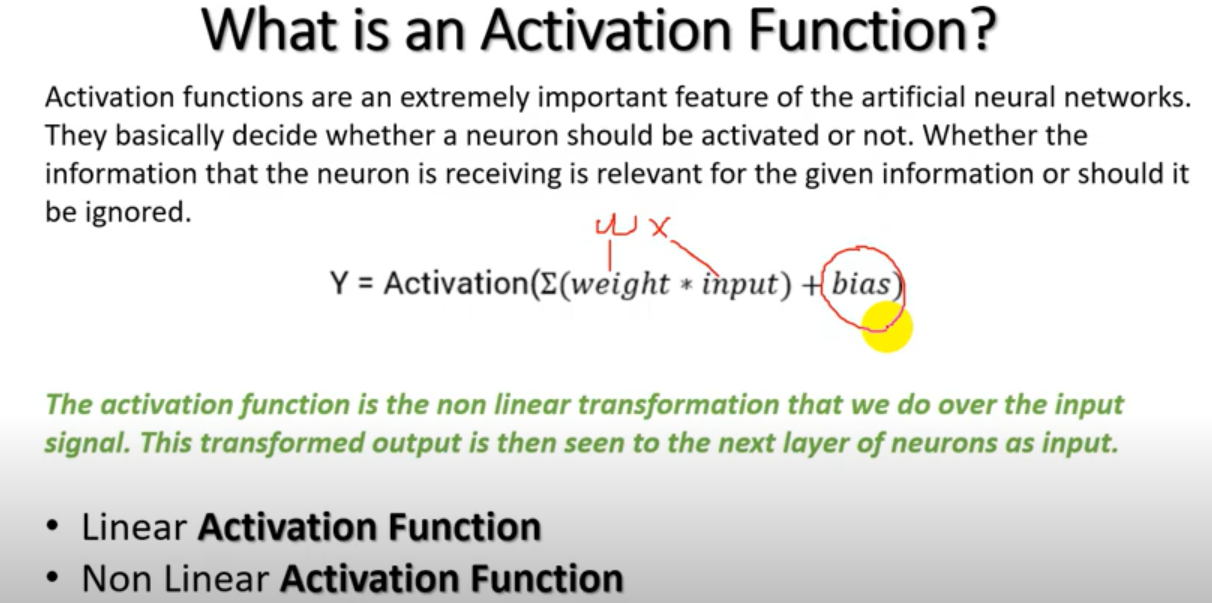 What is an Activation Function?
Activation functions are an extremely important feature of the artificial neural networks.
They basically decide whether a neuron should be activated or not. Whether the
information that the neuron is receiving is relevant for the given information or should it
be ignored.
w x
Y = Activation(Σ(weight * input) + bias)
The activation function is the non linear transformation that we do over the input
signal. This transformed output is then seen to the next layer of neurons as input.
• Linear Activation Function
• Non Linear Activation Function